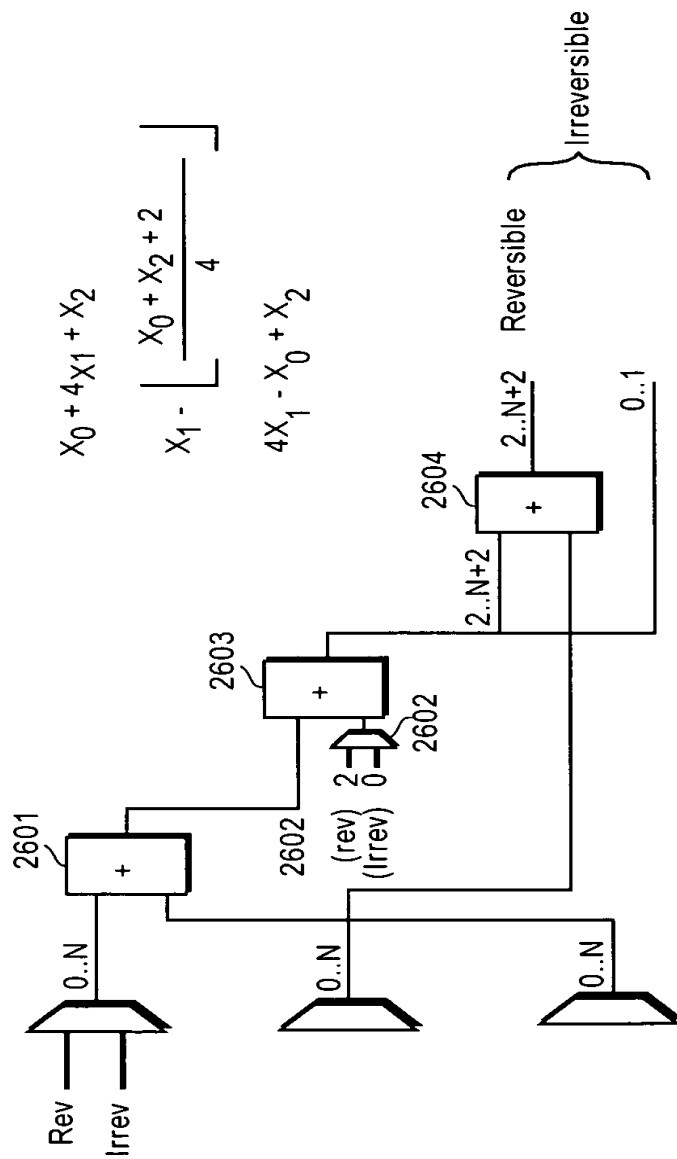 2601
Rev
0..N
+
X₀ + 4X1 + X₂
Irrev
X₁ -
X₀ + X₂ + 2
4
2603
+
2602
4X₁ - X₀ + X₂
0..N
(rev) 2
(Irrev) 0
2602
2604
+
2..N+2
2..N+2
Reversible
Irreversible
0..N
0..1